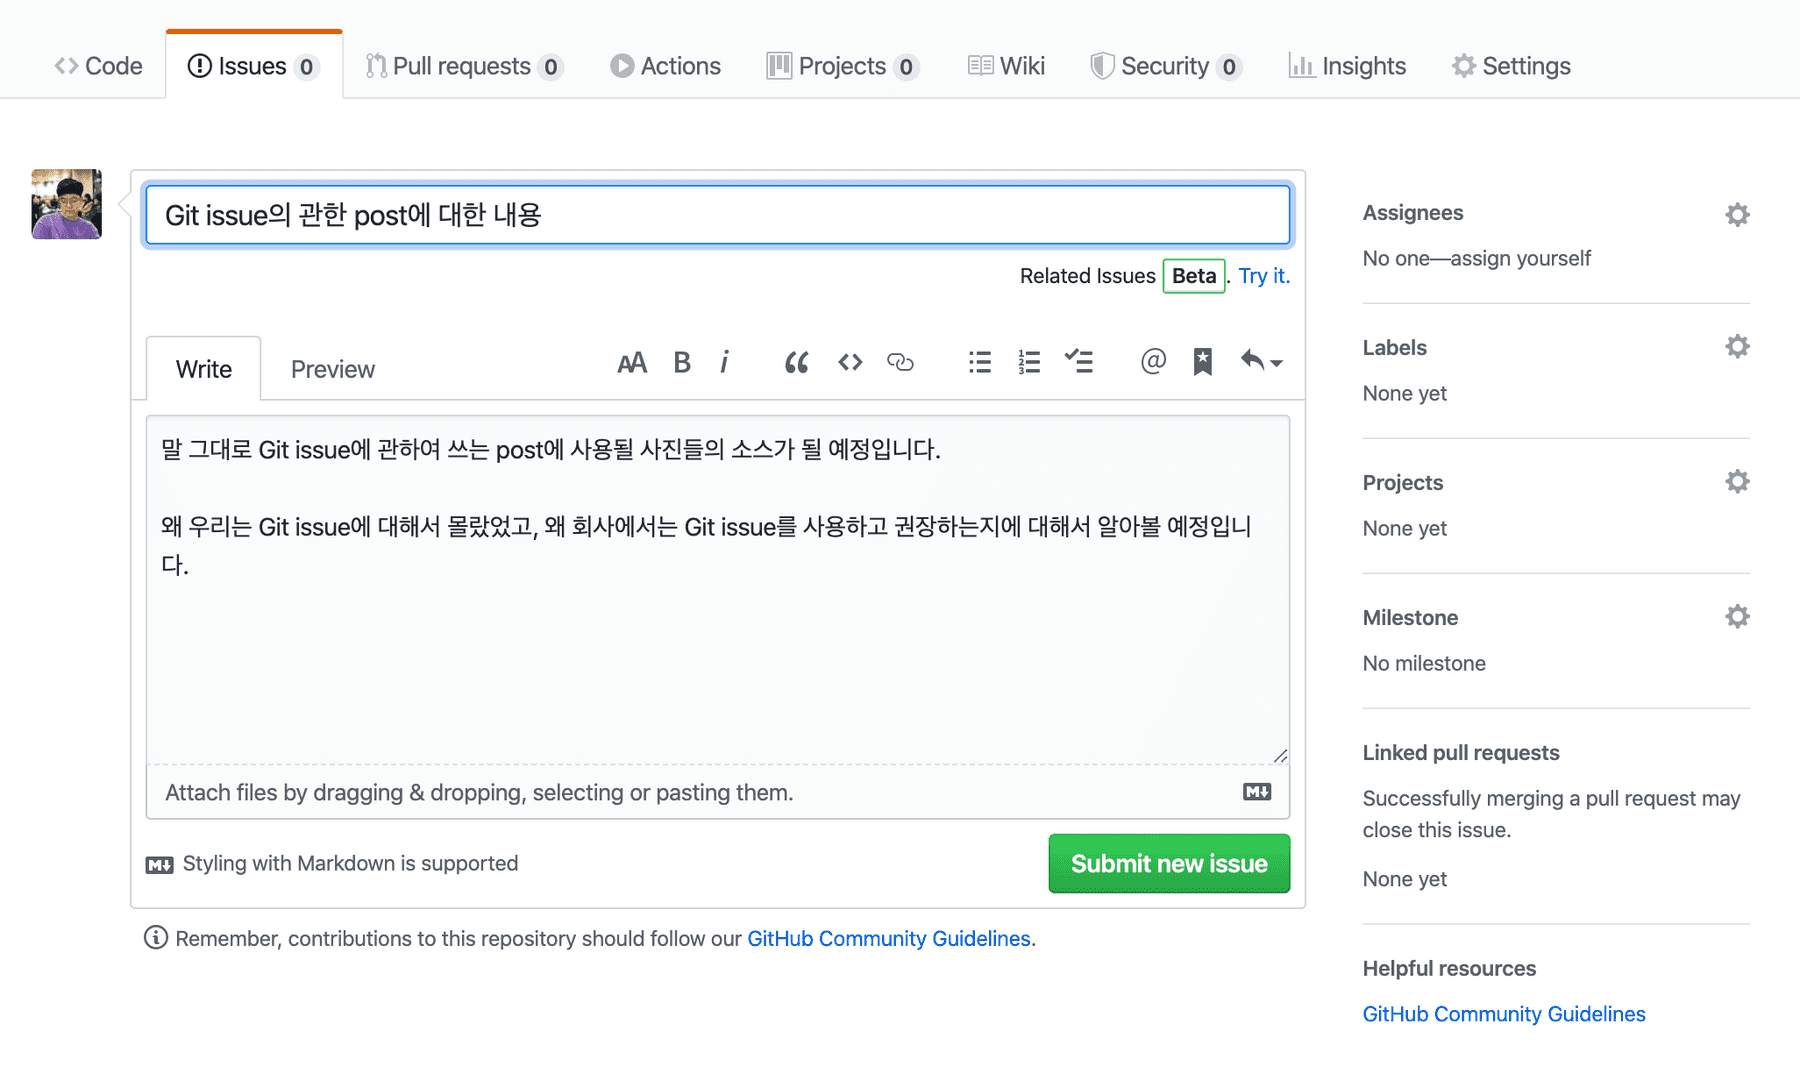 Code Issues 0 Pull requests 0 Actions Projects 0 Wiki Security 0 Insights Settings
Git issue의 관한 post에 대한 내용
Related Issues Beta. Try it.
Write Preview
말 그대로 Git issue에 관하여 쓰는 post에 사용될 사진들의 소스가 될 예정입니다.
왜 우리는 Git issue에 대해서 몰랐었고, 왜 회사에서는 Git issue를 사용하고 권장하는지에 대해서 알아볼 예정입니
다.
Attach files by dragging & dropping, selecting or pasting them.
Styling with Markdown is supported
Submit new issue
Remember, contributions to this repository should follow our GitHub Community Guidelines.
Assignees
No one—assign yourself
Labels
None yet
Projects
None yet
Milestone
No milestone
Linked pull requests
Successfully merging a pull request may
close this issue.
None yet
Helpful resources
GitHub Community Guidelines